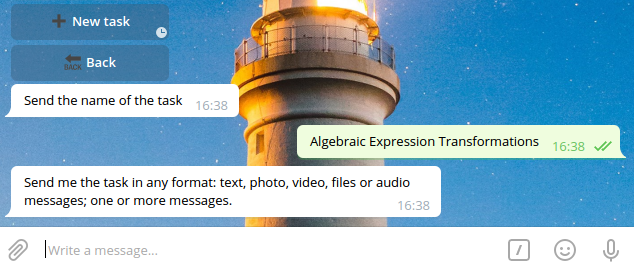 New task
BACK Back
Send the name of the task 16:38
Algebraic Expression Transformations 16:38
Send me the task in any format: text, photo, video, files or audio
messages; one or more messages. 16:38
Write a message...